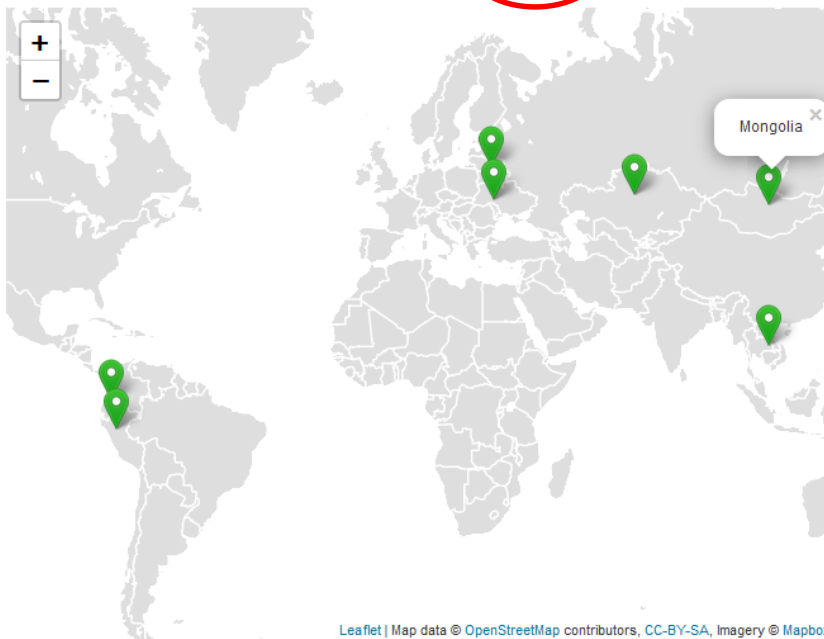 +
−
Mongolia ×
Leaflet | Map data © OpenStreetMap contributors, CC-BY-SA, Imagery © Mapbo